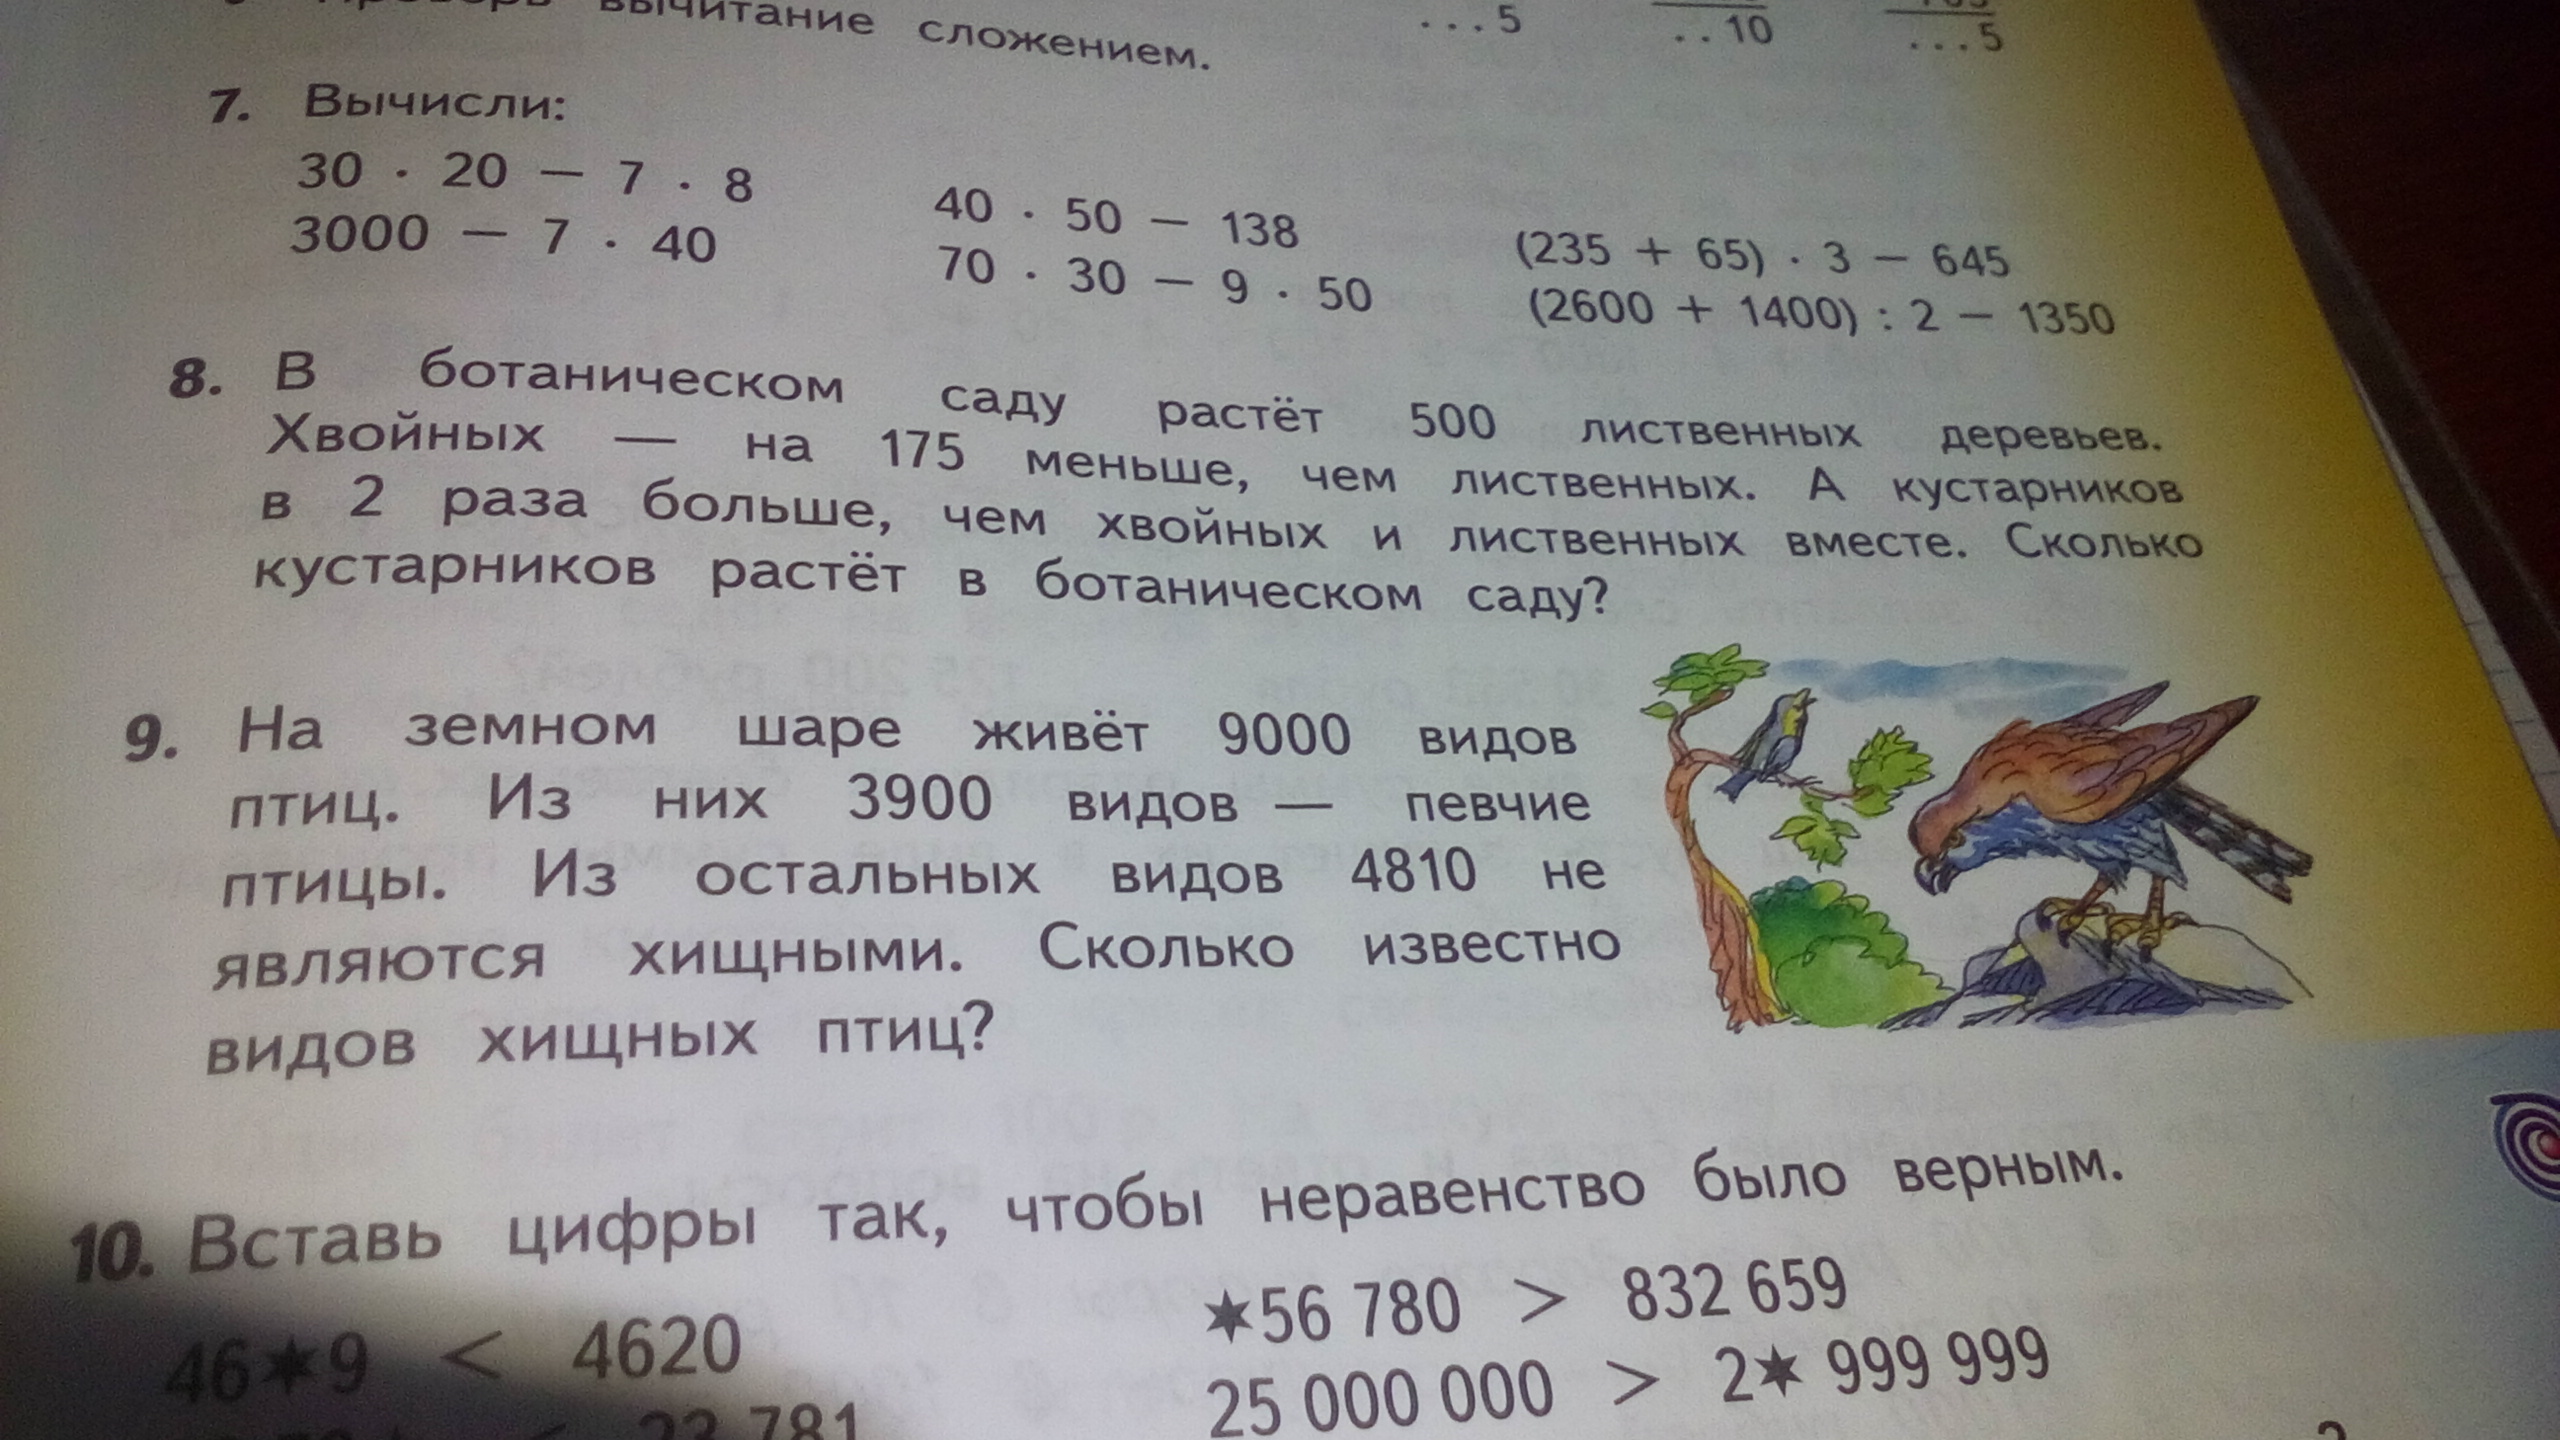 вычитание сложением.
...5
..10
...5
7. Вычисли:
30 · 20 — 7 · 8
3000 — 7 · 40
40 · 50 — 138
70 · 30 — 9 · 50
(235 + 65) · 3 — 645
(2600 + 1400) : 2 — 1350
8. В ботаническом саду растёт 500 лиственных деревьев.
Хвойных — на 175 меньше, чем лиственных. А кустарников
в 2 раза больше, чем хвойных и лиственных вместе. Сколько
кустарников растёт в ботаническом саду?
9. На земном шаре живёт 9000 видов
птиц. Из них 3900 видов — певчие
птицы. Из остальных видов 4810 не
являются хищными. Сколько известно
видов хищных птиц?
10. Вставь цифры так, чтобы неравенство было верным.
46✶9 < 4620
✶56 780 > 832 659
25 000 000 > 2✶ 999 999
< 23 781